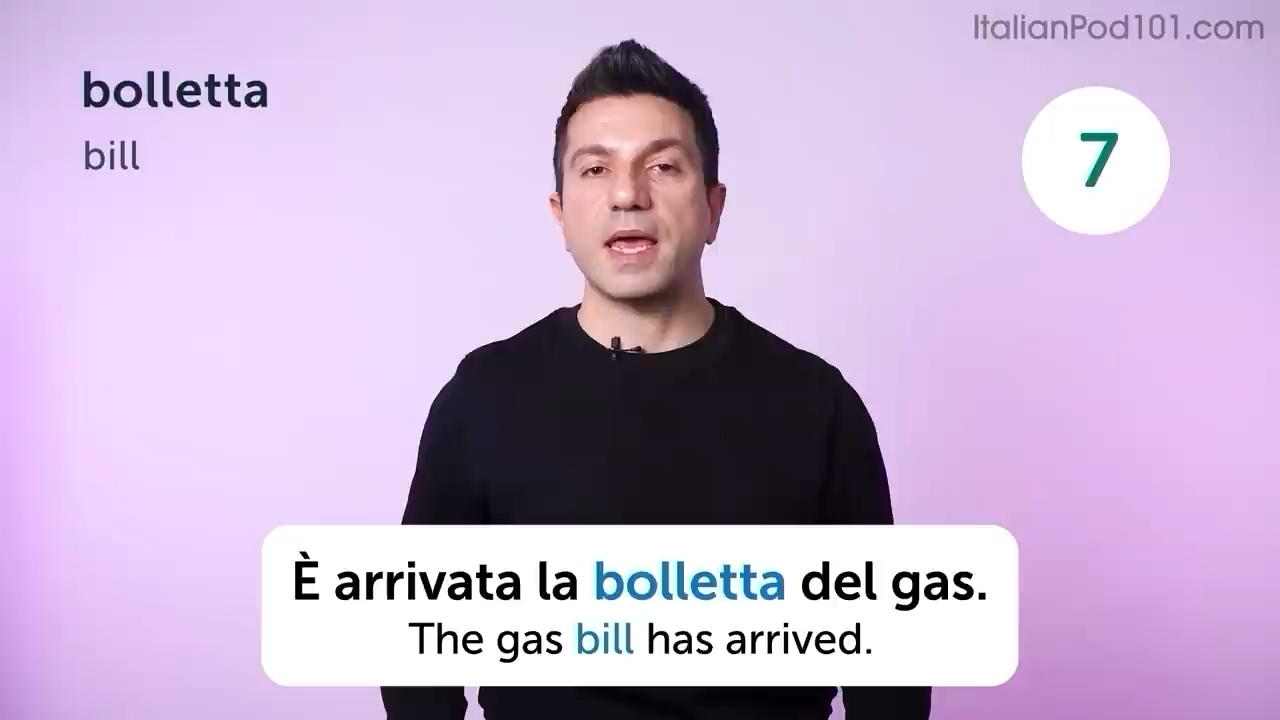 ItalianPod101.com
bolletta
bill
7
È arrivata la bolletta del gas.
The gas bill has arrived.